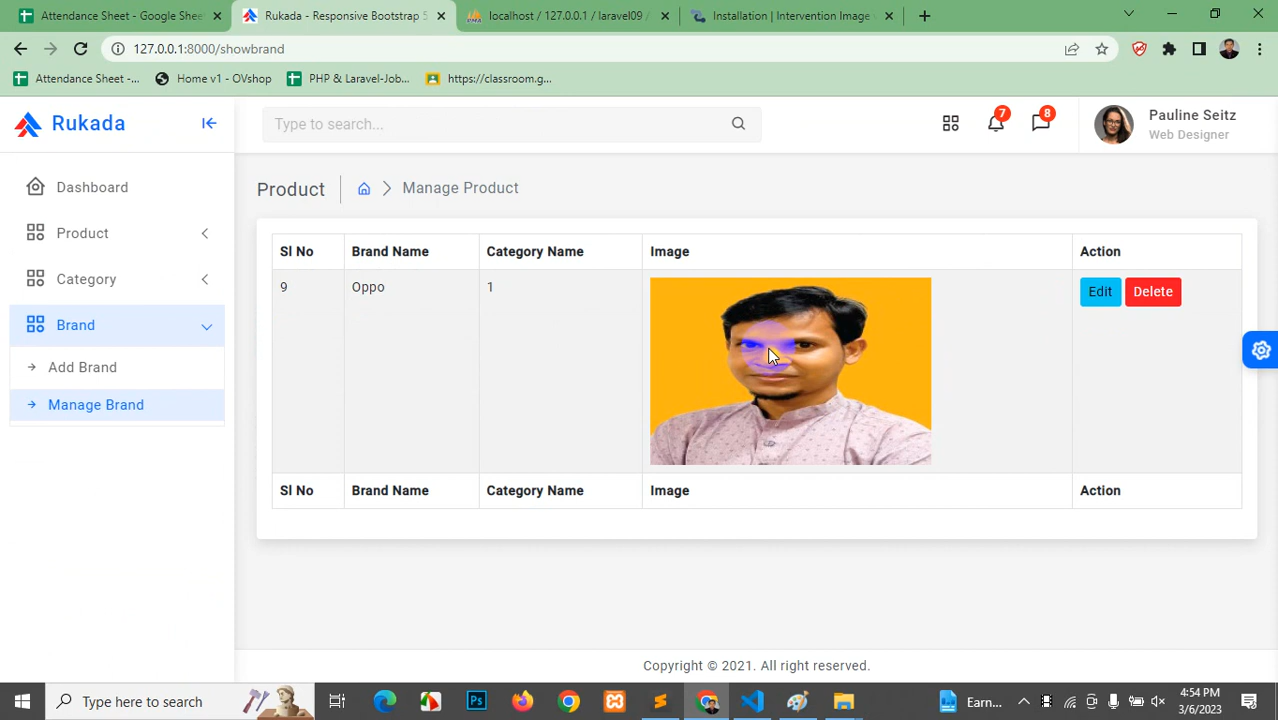 Attendance Sheet - Google Sheet
Rukada - Responsive Bootstrap 5
localhost / 127.0.0.1 / laravel09 /
Installation | Intervention Image
127.0.0.1:8000/showbrand
Attendance Sheet -...
Home v1 - OVshop
PHP & Laravel-Job...
https://classroom.g...
Rukada
Type to search...
7
8
Pauline Seitz
Web Designer
Dashboard
Product
Category
Brand
Add Brand
Manage Brand
Product
Manage Product
Sl No Brand Name Category Name Image Action
9 Oppo 1 Edit Delete
Sl No Brand Name Category Name Image Action
Copyright © 2021. All right reserved.
Type here to search
Ps
Earn...
4:54 PM
3/6/2023